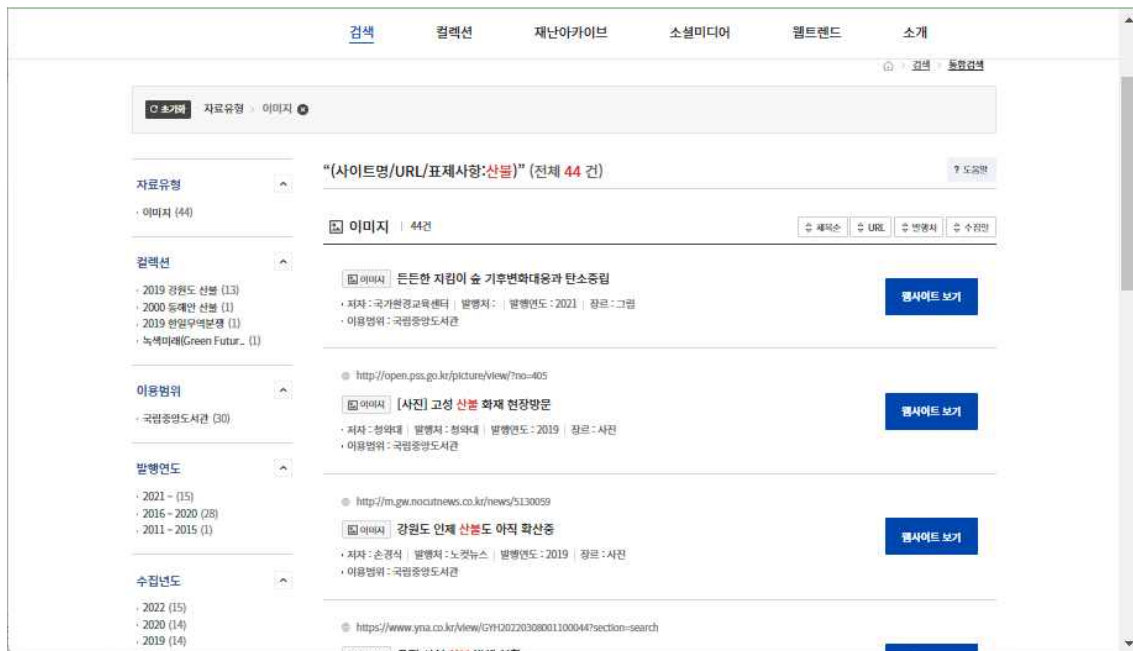 검색 컬렉션 재난아카이브 소셜미디어 웹트렌드 소개
검색 > 통합검색
초기화 자료유형 > 이미지
자료유형
· 이미지 (44)
컬렉션
· 2019 강원도 산불 (13)
· 2000 동해안 산불 (1)
· 2019 한일무역분쟁 (1)
· 녹색미래(Green Futur... (1)
이용범위
· 국립중앙도서관 (30)
발행연도
· 2021 ~ (15)
· 2016 ~ 2020 (28)
· 2011 ~ 2015 (1)
수집년도
· 2022 (15)
· 2020 (14)
· 2019 (14)
“(사이트명/URL/표제사항:산불)” (전체 44 건)
? 도움말
이미지 | 44건
제목순 URL 발행처 수집일
이미지 든든한 지킴이 숲 기후변화대응과 탄소중립
· 저자 : 국가환경교육센터 | 발행처 : | 발행연도 : 2021 | 장르 : 그림
· 이용범위 : 국립중앙도서관
웹사이트 보기
http://open.pss.go.kr/picture/view/?no=405
이미지 [사진] 고성 산불 화재 현장방문
· 저자 : 청와대 | 발행처 : 청와대 | 발행연도 : 2019 | 장르 : 사진
· 이용범위 : 국립중앙도서관
웹사이트 보기
http://m.gw.nocutnews.co.kr/news/5130059
이미지 강원도 인제 산불도 아직 확산중
· 저자 : 손경식 | 발행처 : 노컷뉴스 | 발행연도 : 2019 | 장르 : 사진
· 이용범위 : 국립중앙도서관
웹사이트 보기
https://www.yna.co.kr/view/GYH20220308001100044?section=search